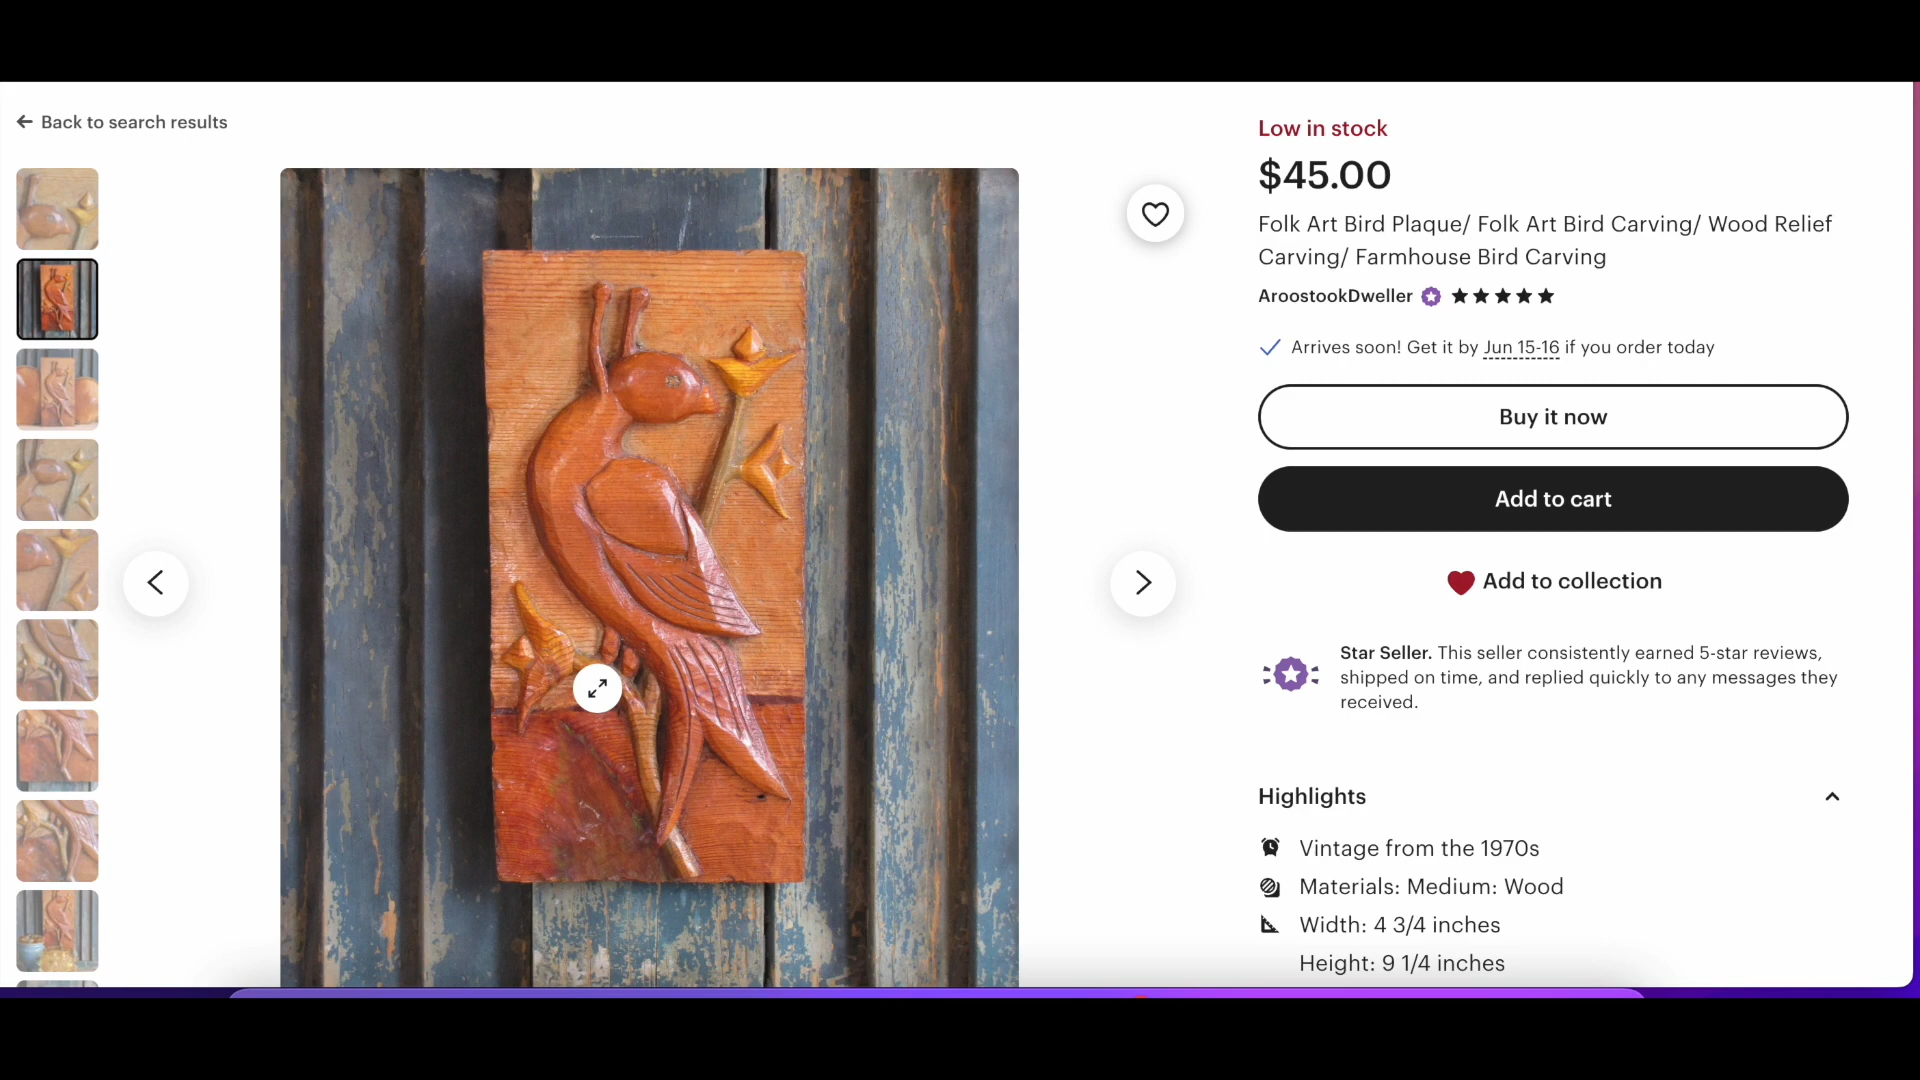 Back to search results
Low in stock
$45.00
Folk Art Bird Plaque/ Folk Art Bird Carving/ Wood Relief
Carving/ Farmhouse Bird Carving
AroostookDweller
Arrives soon! Get it by Jun 15-16 if you order today
Buy it now
Add to cart
Add to collection
Star Seller. This seller consistently earned 5-star reviews,
shipped on time, and replied quickly to any messages they
received.
Highlights
Vintage from the 1970s
Materials: Medium: Wood
Width: 4 3/4 inches
Height: 9 1/4 inches